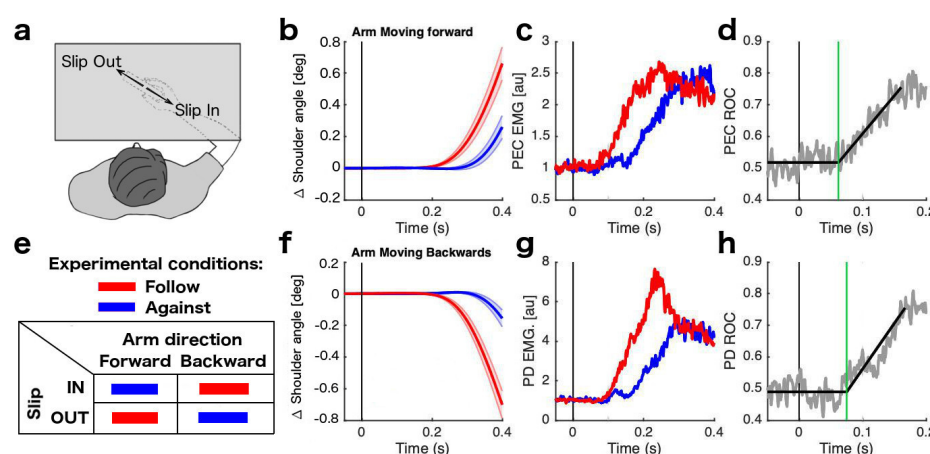 a
Slip Out
Slip In
b
Arm Moving forward
Δ Shoulder angle [deg]
0.8
0.6
0.4
0.2
0
-0.2
0
0.2
0.4
Time (s)
c
PEC EMG [au]
3
2.5
2
1.5
1
0.5
0
0.2
0.4
Time (s)
d
PEC ROC
0.9
0.8
0.7
0.6
0.5
0.4
0
0.1
0.2
Time (s)
e
Experimental conditions:
Follow
Against
Arm direction
Forward Backward
Slip
IN
OUT
f
Arm Moving Backwards
Δ Shoulder angle [deg]
0.2
0
-0.2
-0.4
-0.6
-0.8
0
0.2
0.4
Time (s)
g
PD EMG. [au]
8
6
4
2
0
0
0.2
0.4
Time (s)
h
PD ROC
0.9
0.8
0.7
0.6
0.5
0.4
0
0.1
0.2
Time (s)